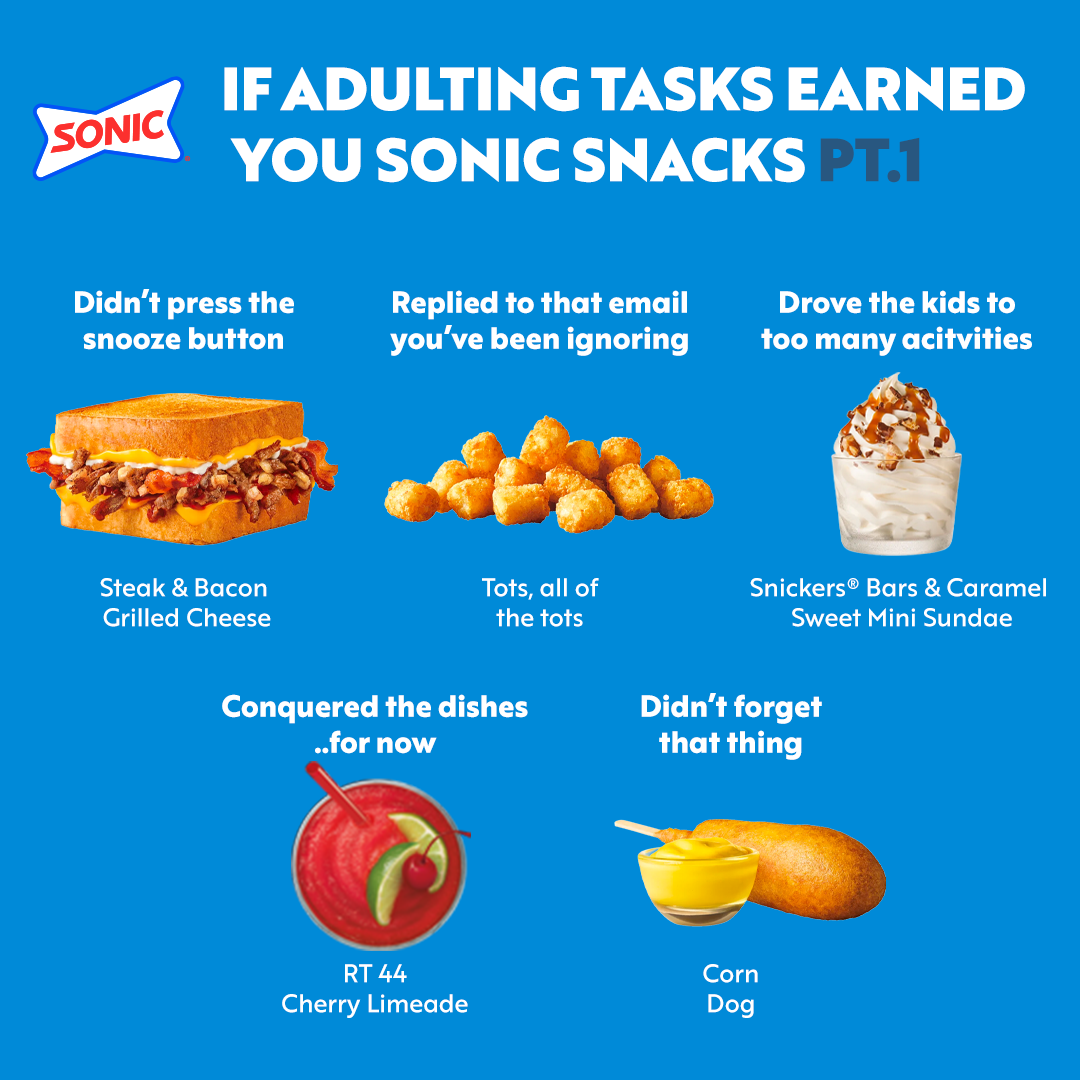 SONIC
IF ADULTING TASKS EARNED
YOU SONIC SNACKS PT.1
Didn't press the
snooze button
Replied to that email
you've been ignoring
Drove the kids to
too many acitvities
Steak & Bacon
Grilled Cheese
Tots, all of
the tots
Snickers® Bars & Caramel
Sweet Mini Sundae
Conquered the dishes
..for now
Didn't forget
that thing
RT 44
Cherry Limeade
Corn
Dog